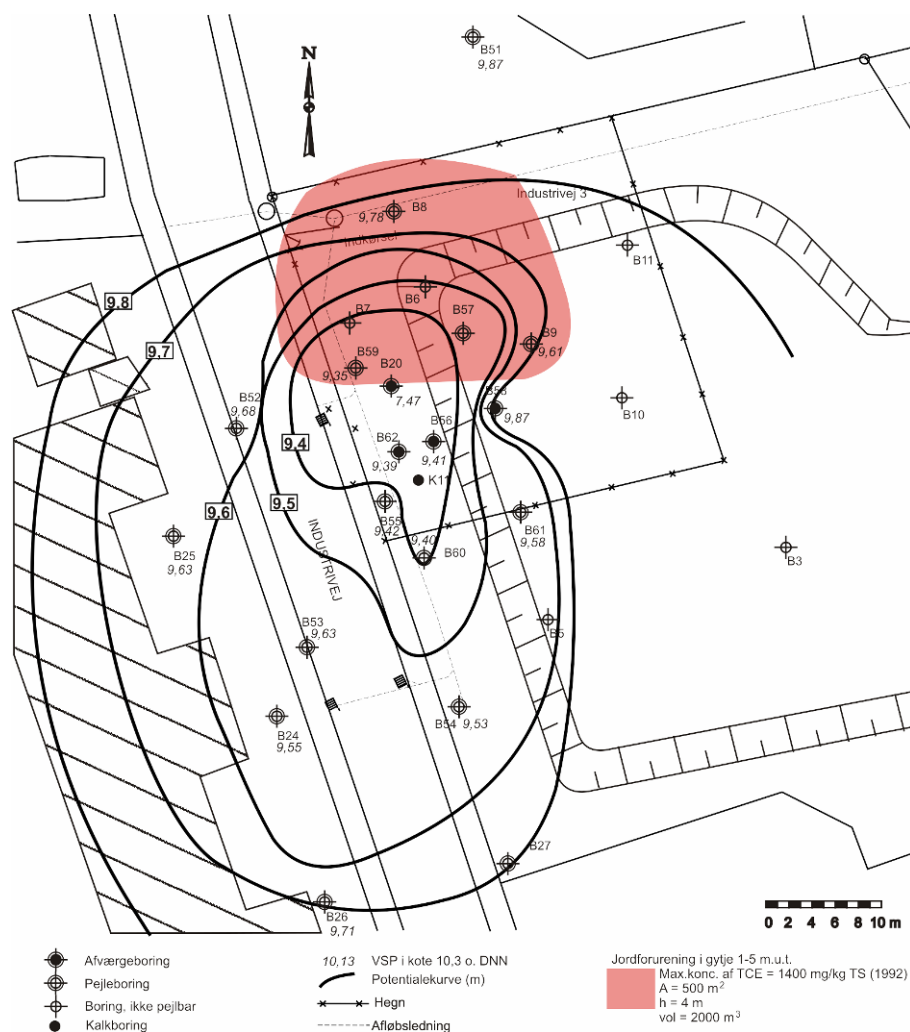 B51
9,87
N
Industrivej 3
B8
9,78
Indkørsel
B11
B6
9.8
B7
B57
9,7
B9
9,61
B59
9,35
B20
7,47
B52
9,68
B58
9,87
B10
9.4
B62
9,39
B56
9,41
K11
9.5
9.6
B55
9,42
B61
9,58
INDUSTRIVEJ
9,40
B60
B25
9,63
B3
B53
9,63
B5
B24
9,55
B54
9,53
B27
B26
9,71
0 2 4 6 8 10 m
Afværgeboring
Pejleboring
Boring, ikke pejlbar
Kalkboring
10,13 VSP i kote 10,3 o. DNN
Potentialekurve (m)
Hegn
Afløbsledning
Jordforurening i gytje 1-5 m.u.t.
Max.konc. af TCE = 1400 mg/kg TS (1992)
A = 500 m²
h = 4 m
vol = 2000 m³